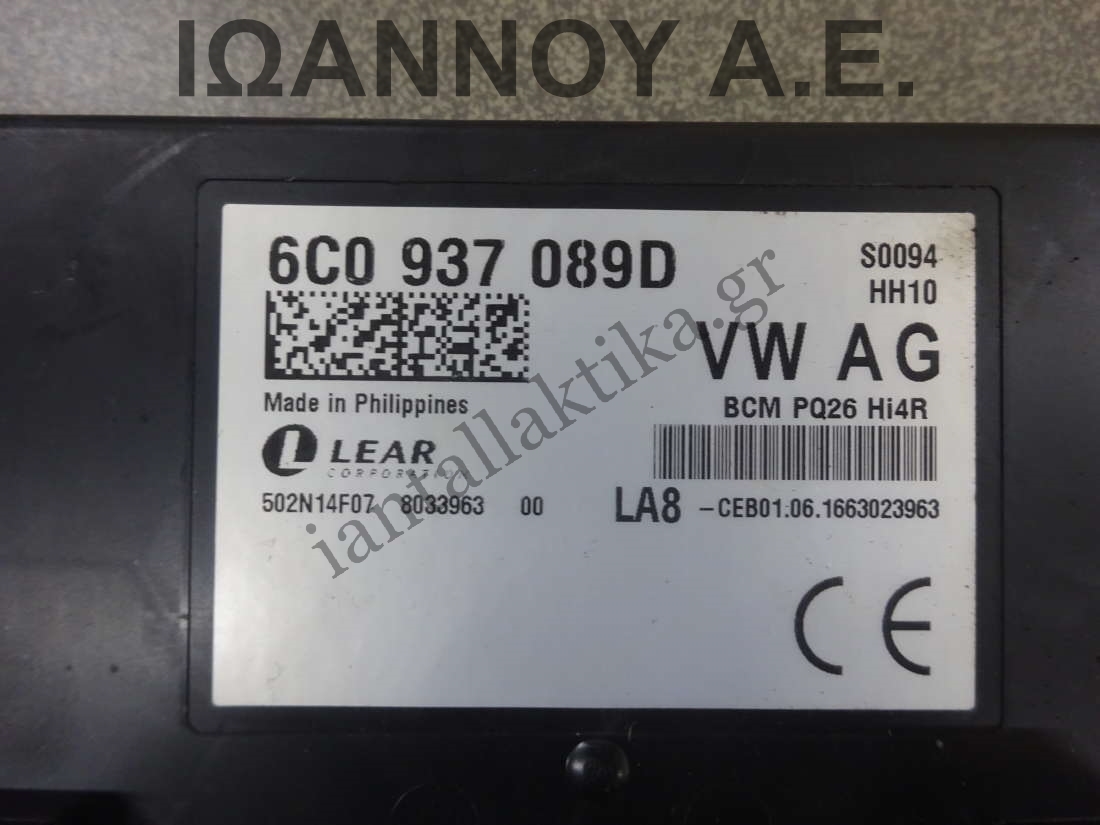 ΙΩΑΝΝΟΥ Α.Ε.
6C0 937 089D
S0094
HH10
VW AG
Made in Philippines
BCM PQ26 Hi4R
LEAR
CORPORATION
502N14F07 8033963 00
LA8 -CEB01.06.1663023963
CE
iantallaktika.gr